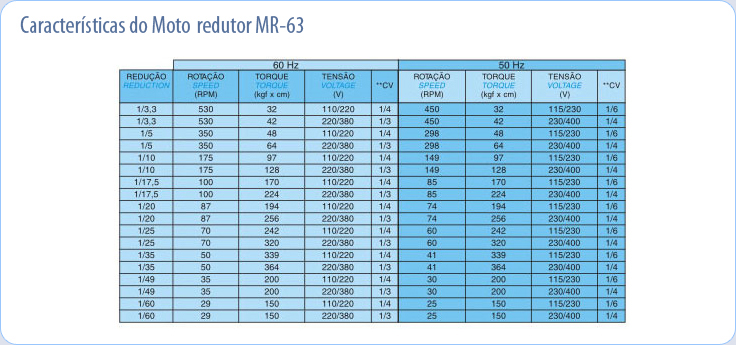 Características do Moto redutor MR-63
60 Hz 50 Hz
REDUÇÃO ROTAÇÃO TORQUE TENSÃO **CV ROTAÇÃO TORQUE TENSÃO **CV
REDUCTION SPEED TORQUE VOLTAGE SPEED TORQUE VOLTAGE
(RPM) (kgf x cm) (V) (RPM) (kgf x cm) (V)
1/3,3 530 32 110/220 1/4 450 32 115/230 1/6
1/3,3 530 42 220/380 1/3 450 42 230/400 1/4
1/5 350 48 110/220 1/4 298 48 115/230 1/6
1/5 350 64 220/380 1/3 298 64 230/400 1/4
1/10 175 97 110/220 1/4 149 97 115/230 1/6
1/10 175 128 220/380 1/3 149 128 230/400 1/4
1/17,5 100 170 110/220 1/4 85 170 115/230 1/6
1/17,5 100 224 220/380 1/3 85 224 230/400 1/4
1/20 87 194 110/220 1/4 74 194 115/230 1/6
1/20 87 256 220/380 1/3 74 256 230/400 1/4
1/25 70 242 110/220 1/4 60 242 115/230 1/6
1/25 70 320 220/380 1/3 60 320 230/400 1/4
1/35 50 339 110/220 1/4 41 339 115/230 1/6
1/35 50 364 220/380 1/3 41 364 230/400 1/4
1/49 35 200 110/220 1/4 30 200 115/230 1/6
1/49 35 200 220/380 1/3 30 200 230/400 1/4
1/60 29 150 110/220 1/4 25 150 115/230 1/6
1/60 29 150 220/380 1/3 25 150 230/400 1/4